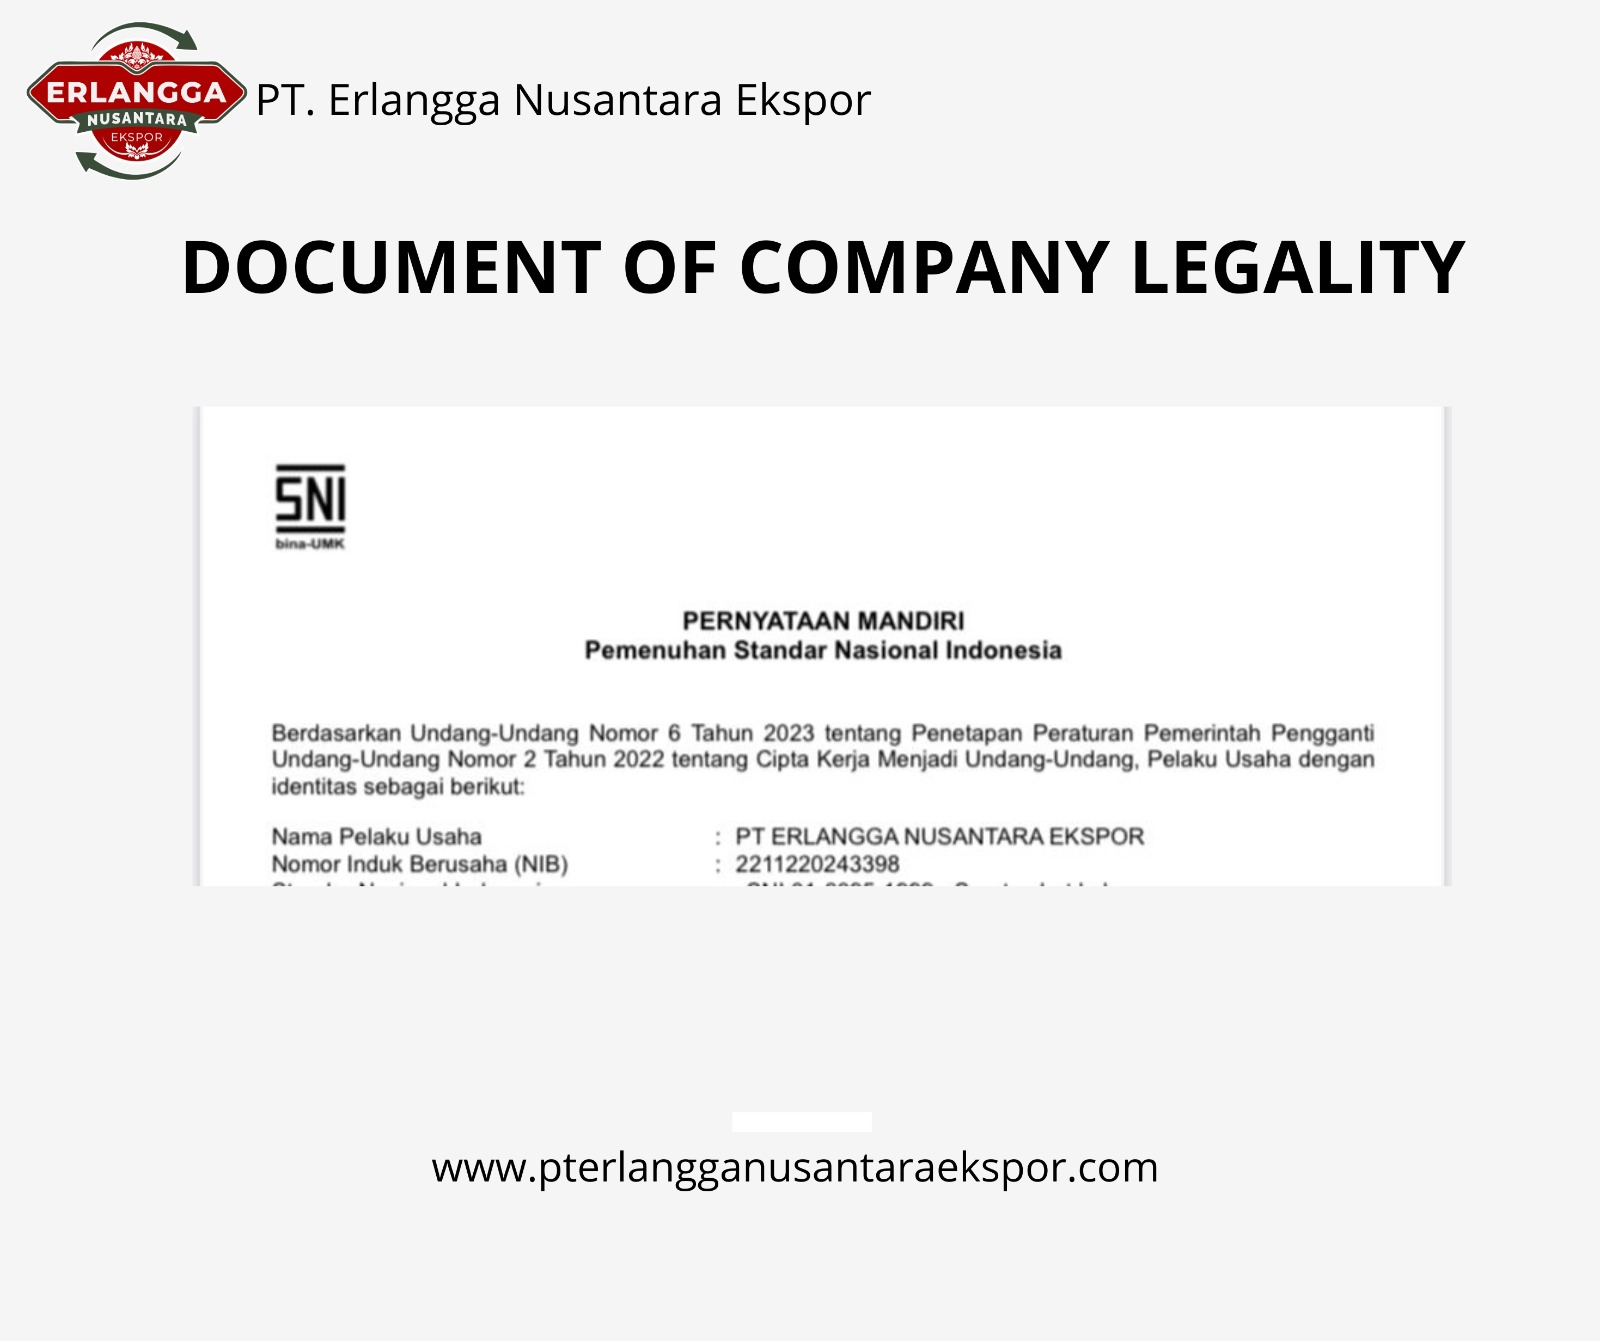 ERLANGGA
NUSANTARA
EKSPOR
PT. Erlangga Nusantara Ekspor
DOCUMENT OF COMPANY LEGALITY
SNI
bina-UMK
PERNYATAAN MANDIRI
Pemenuhan Standar Nasional Indonesia
Berdasarkan Undang-Undang Nomor 6 Tahun 2023 tentang Penetapan Peraturan Pemerintah Pengganti
Undang-Undang Nomor 2 Tahun 2022 tentang Cipta Kerja Menjadi Undang-Undang, Pelaku Usaha dengan
identitas sebagai berikut:
Nama Pelaku Usaha : PT ERLANGGA NUSANTARA EKSPOR
Nomor Induk Berusaha (NIB) : 2211220243398
www.pterlangganusantaraekspor.com